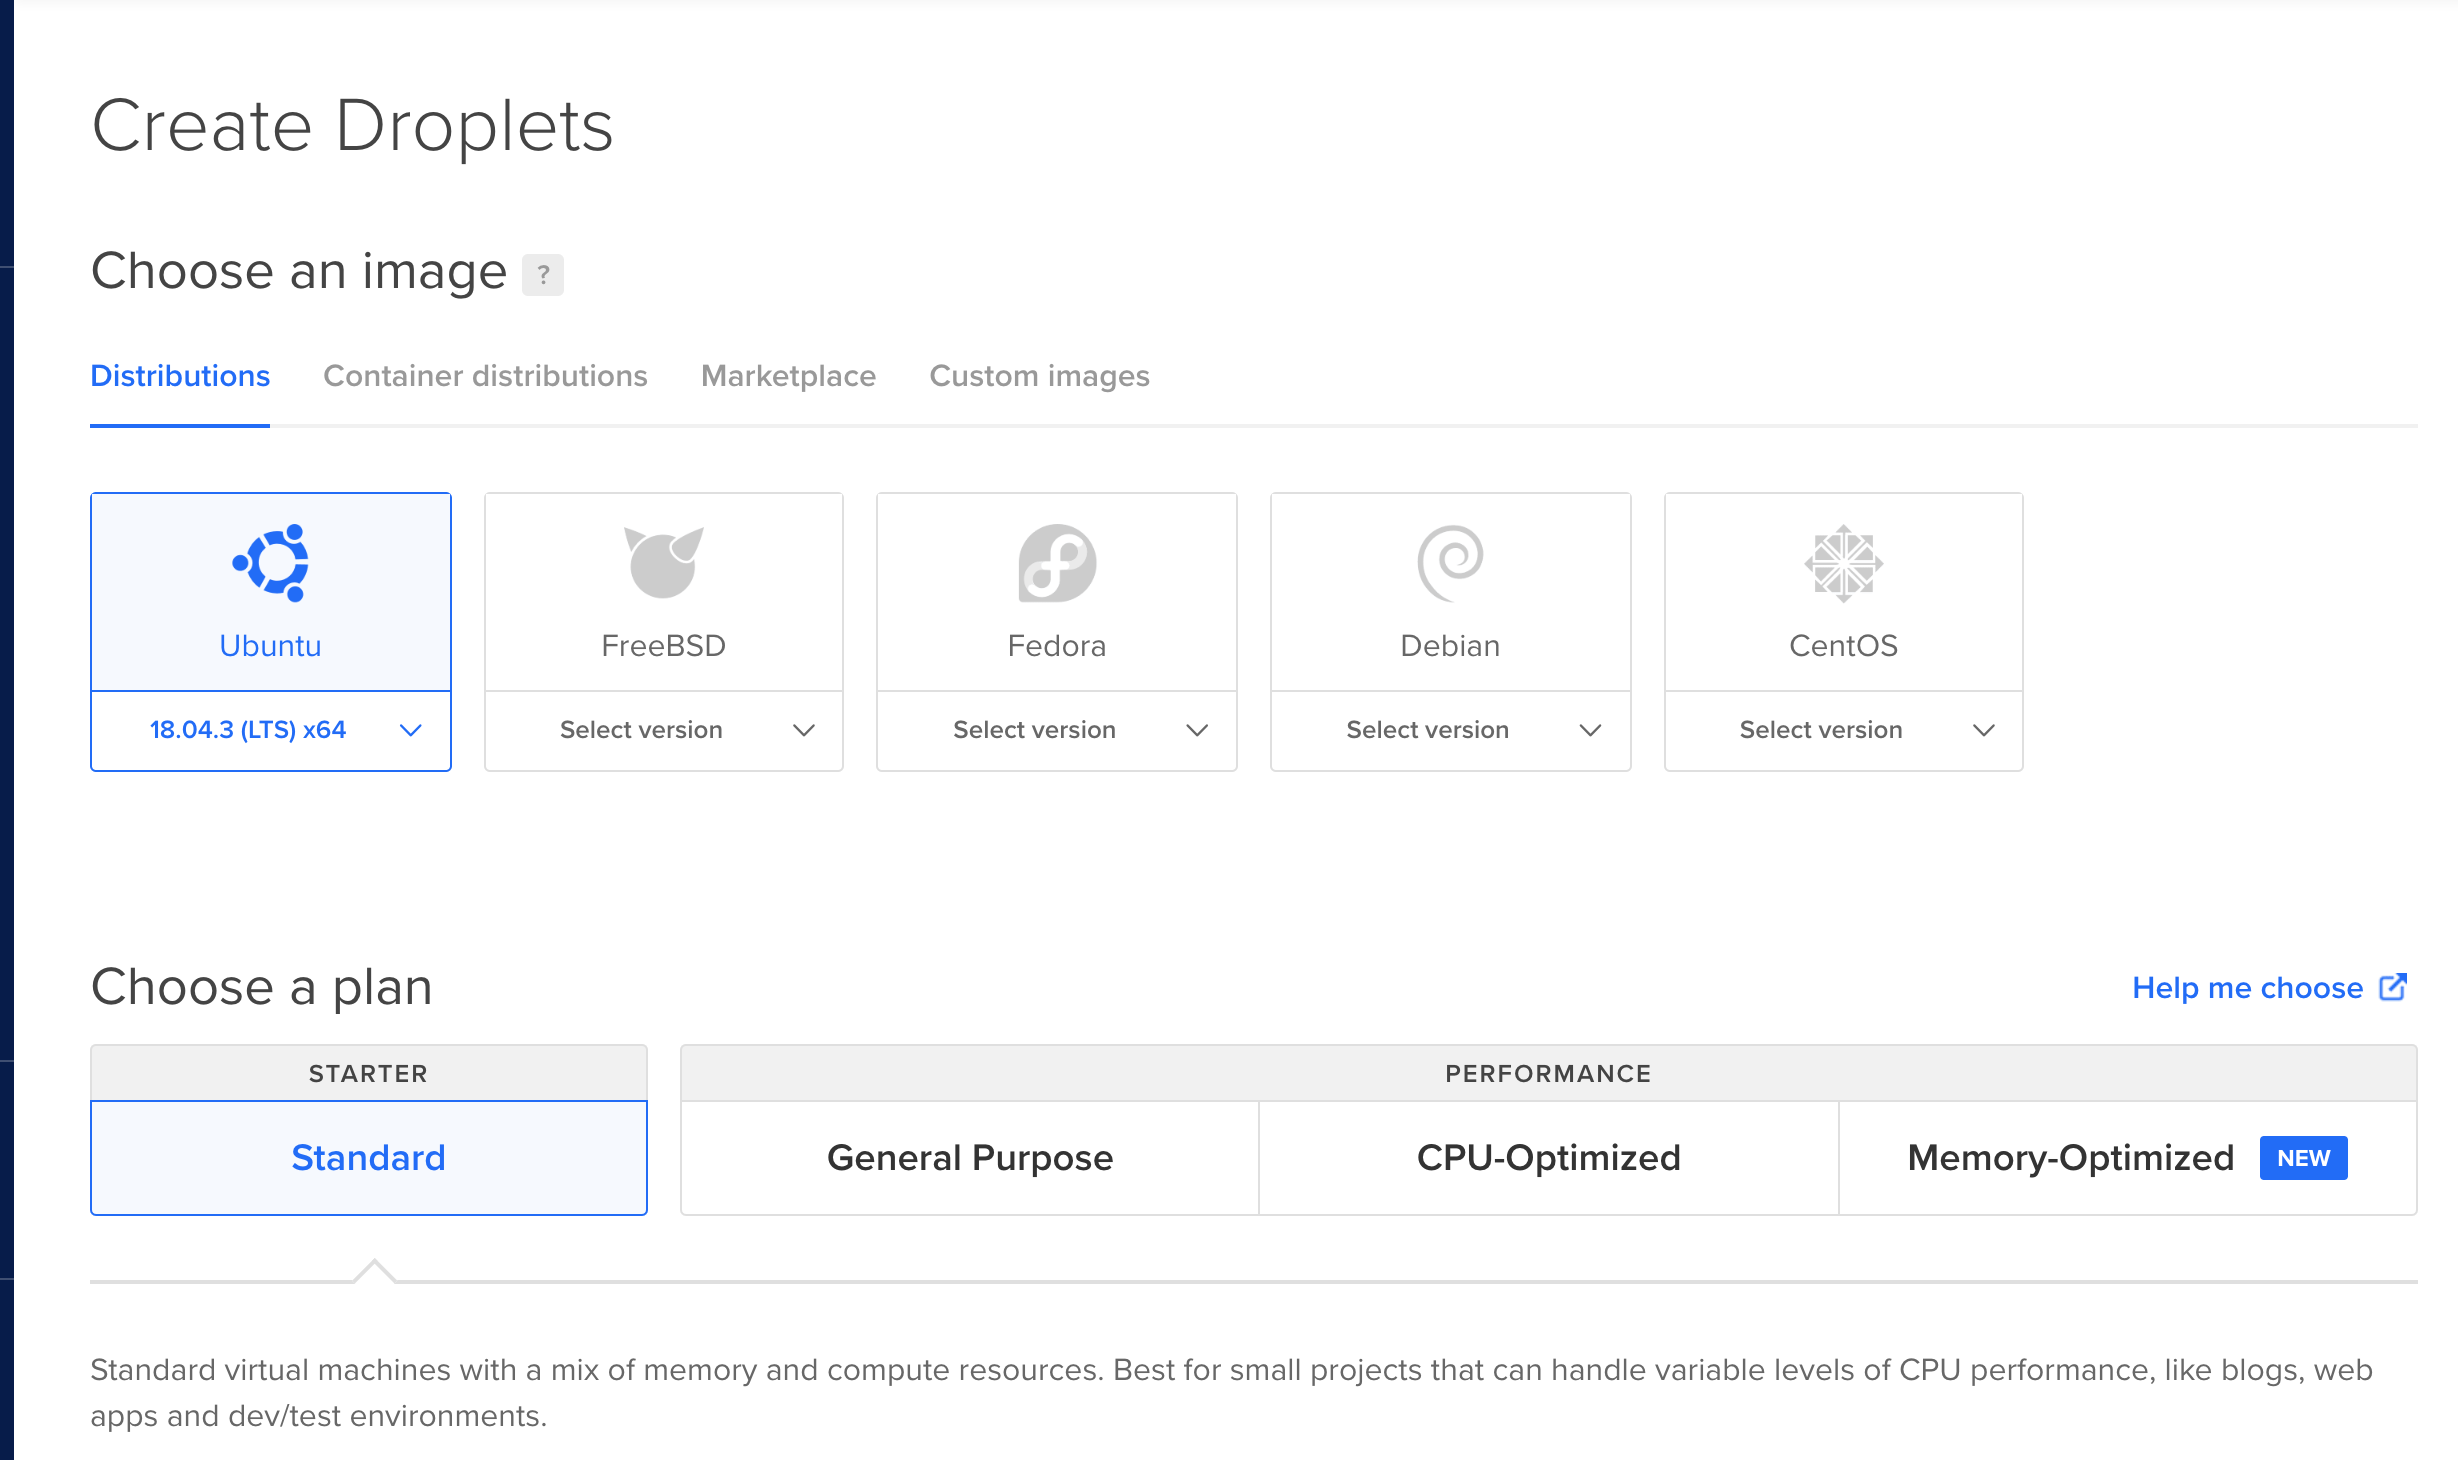 Create Droplets
Choose an image ?
Distributions Container distributions Marketplace Custom images
Ubuntu FreeBSD Fedora Debian CentOS
18.04.3 (LTS) x64 Select version Select version Select version Select version
Choose a plan Help me choose
STARTER PERFORMANCE
Standard General Purpose CPU-Optimized Memory-Optimized NEW
Standard virtual machines with a mix of memory and compute resources. Best for small projects that can handle variable levels of CPU performance, like blogs, web
apps and dev/test environments.